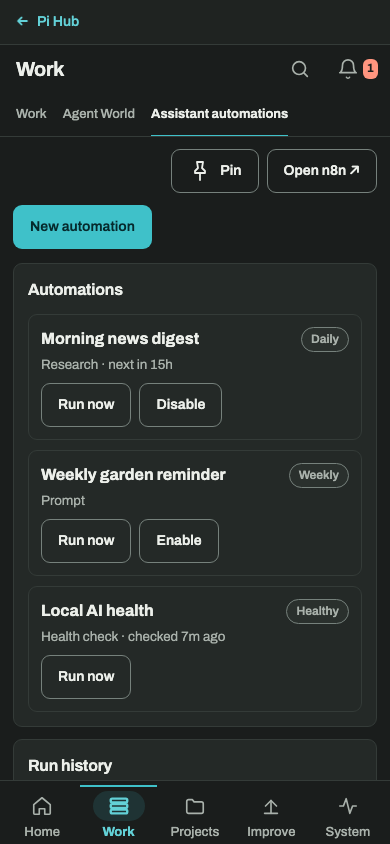 ← Pi Hub
Work
1
Work Agent World Assistant automations
Pin Open n8n ↗
New automation
Automations
Morning news digest Daily
Research · next in 15h
Run now Disable
Weekly garden reminder Weekly
Prompt
Run now Enable
Local AI health Healthy
Health check · checked 7m ago
Run now
Run history
Home Work Projects Improve System